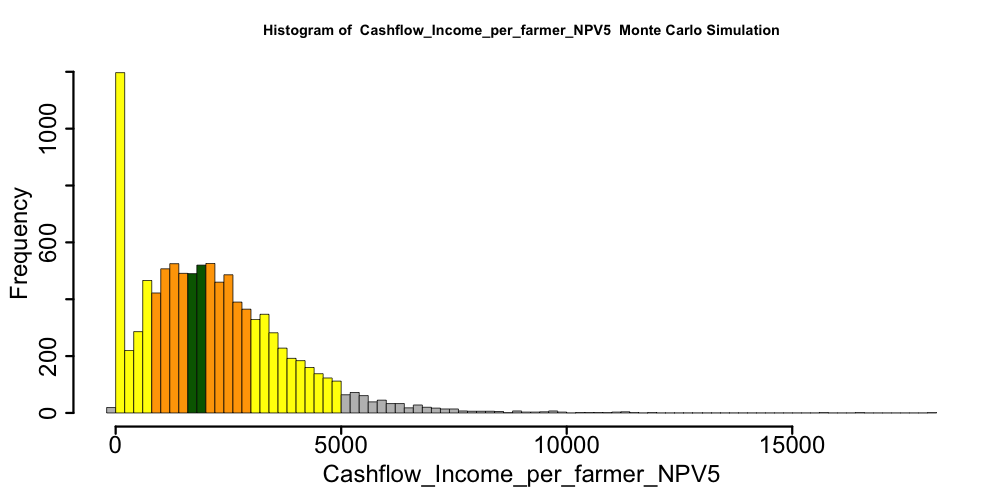 Histogram of  Cashflow_Income_per_farmer_NPV5  Monte Carlo Simulation
Frequency
1000
600
200
0
0 5000 10000 15000
Cashflow_Income_per_farmer_NPV5